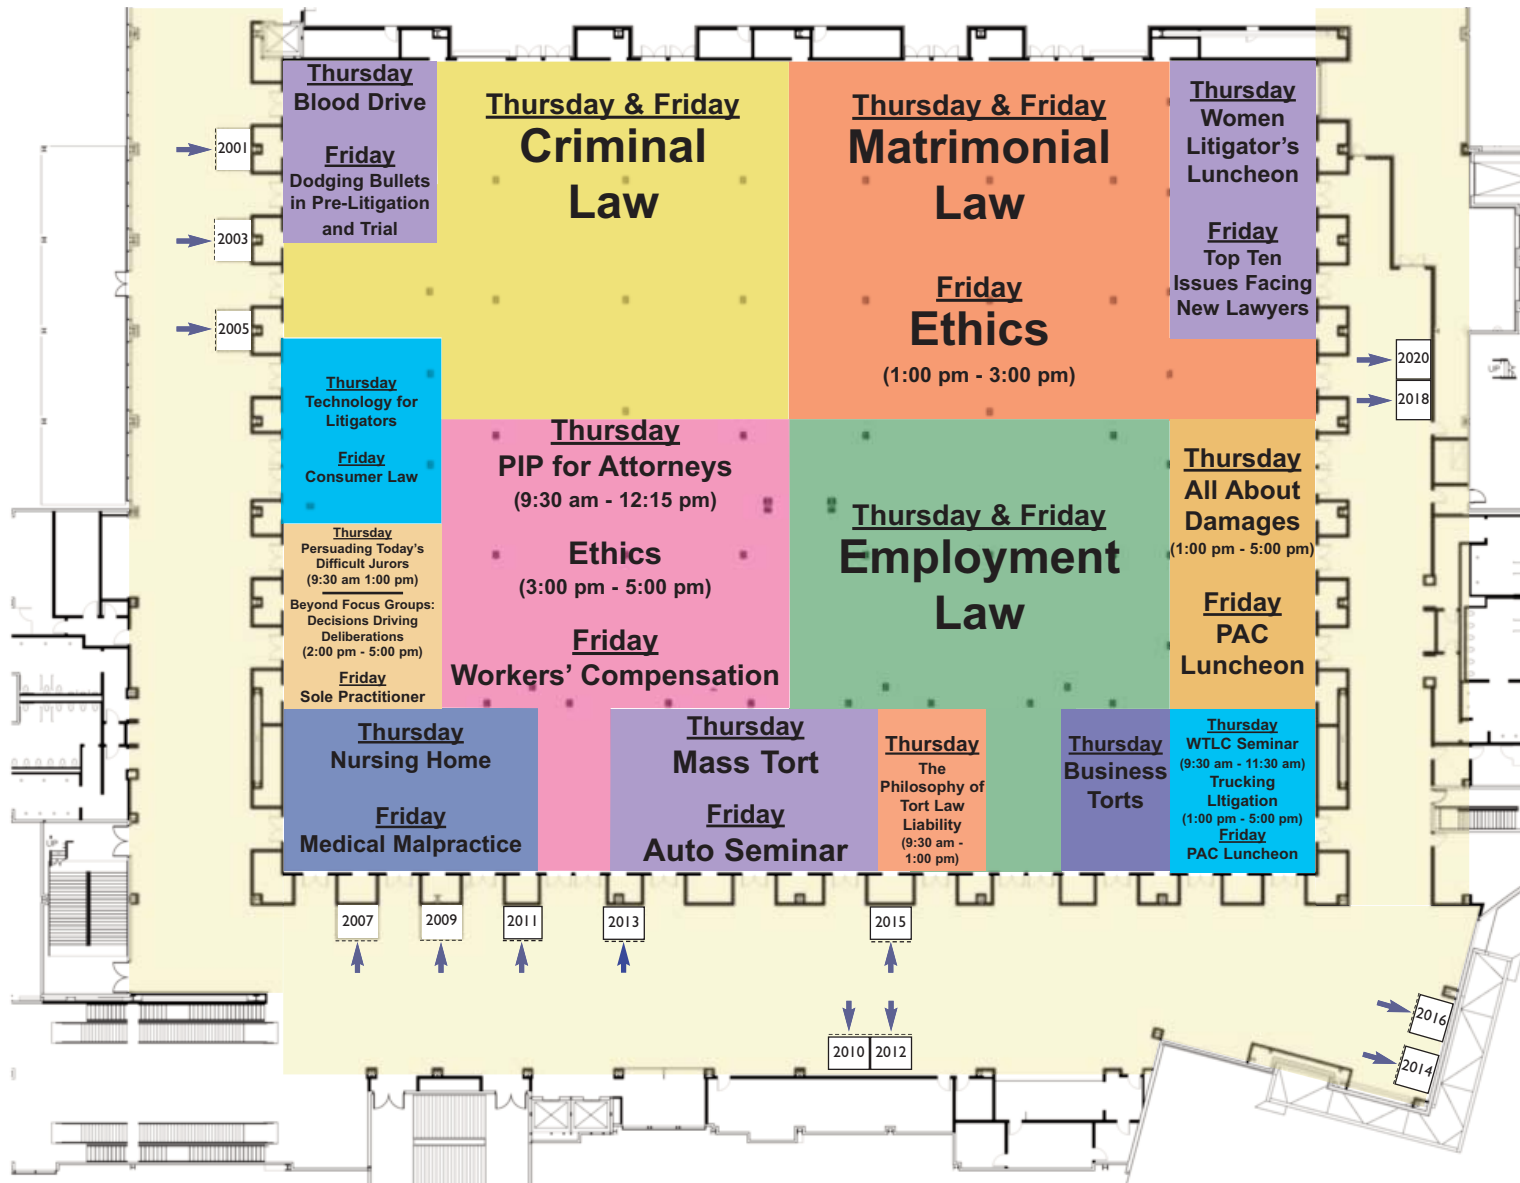 Thursday
Blood Drive
Friday
Dodging Bullets
in Pre-Litigation
and Trial
Thursday & Friday
Criminal
Law
Thursday & Friday
Matrimonial
Law
Friday
Ethics
(1:00 pm - 3:00 pm)
Thursday
Women
Litigator’s
Luncheon
Friday
Top Ten
Issues Facing
New Lawyers
2001
2003
2005
2020
2018
UP
Thursday
Technology for
Litigators
Friday
Consumer Law
Thursday
PIP for Attorneys
(9:30 am - 12:15 pm)
Ethics
(3:00 pm - 5:00 pm)
Friday
Workers’ Compensation
Thursday & Friday
Employment
Law
Thursday
All About
Damages
(1:00 pm - 5:00 pm)
Friday
PAC
Luncheon
Thursday
Persuading Today’s
Difficult Jurors
(9:30 am 1:00 pm)
Beyond Focus Groups:
Decisions Driving
Deliberations
(2:00 pm - 5:00 pm)
Friday
Sole Practitioner
Thursday
Nursing Home
Friday
Medical Malpractice
Thursday
Mass Tort
Friday
Auto Seminar
Thursday
The
Philosophy of
Tort Law
Liability
(9:30 am -
1:00 pm)
Thursday
Business
Torts
Thursday
WTLC Seminar
(9:30 am - 11:30 am)
Trucking
LItigation
(1:00 pm - 5:00 pm)
Friday
PAC Luncheon
UP
2007
2009
2011
2013
2015
2010
2012
2016
2014